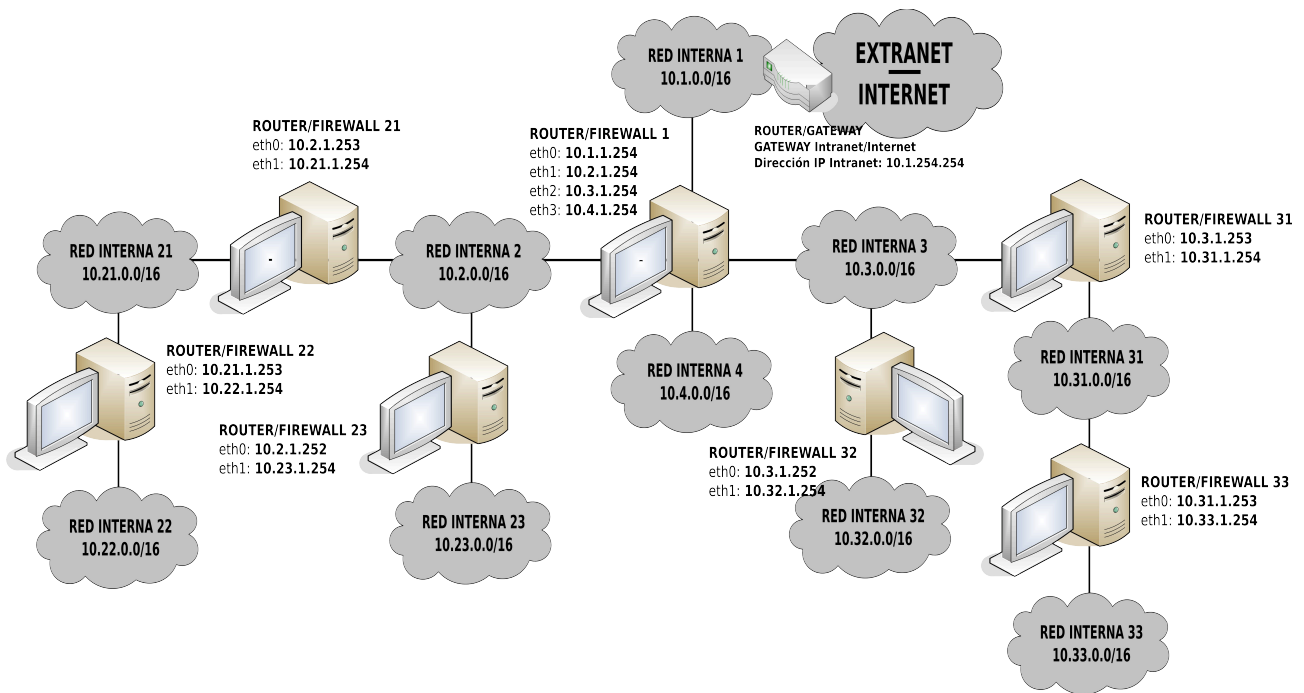 RED INTERNA 1
10.1.0.0/16
EXTRANET
INTERNET
ROUTER/GATEWAY
GATEWAY Intranet/Internet
Dirección IP Intranet: 10.1.254.254
ROUTER/FIREWALL 21
eth0: 10.2.1.253
eth1: 10.21.1.254
ROUTER/FIREWALL 1
eth0: 10.1.1.254
eth1: 10.2.1.254
eth2: 10.3.1.254
eth3: 10.4.1.254
RED INTERNA 21
10.21.0.0/16
RED INTERNA 2
10.2.0.0/16
RED INTERNA 3
10.3.0.0/16
ROUTER/FIREWALL 31
eth0: 10.3.1.253
eth1: 10.31.1.254
ROUTER/FIREWALL 22
eth0: 10.21.1.253
eth1: 10.22.1.254
RED INTERNA 4
10.4.0.0/16
RED INTERNA 31
10.31.0.0/16
ROUTER/FIREWALL 23
eth0: 10.2.1.252
eth1: 10.23.1.254
ROUTER/FIREWALL 32
eth0: 10.3.1.252
eth1: 10.32.1.254
ROUTER/FIREWALL 33
eth0: 10.31.1.253
eth1: 10.33.1.254
RED INTERNA 22
10.22.0.0/16
RED INTERNA 23
10.23.0.0/16
RED INTERNA 32
10.32.0.0/16
RED INTERNA 33
10.33.0.0/16